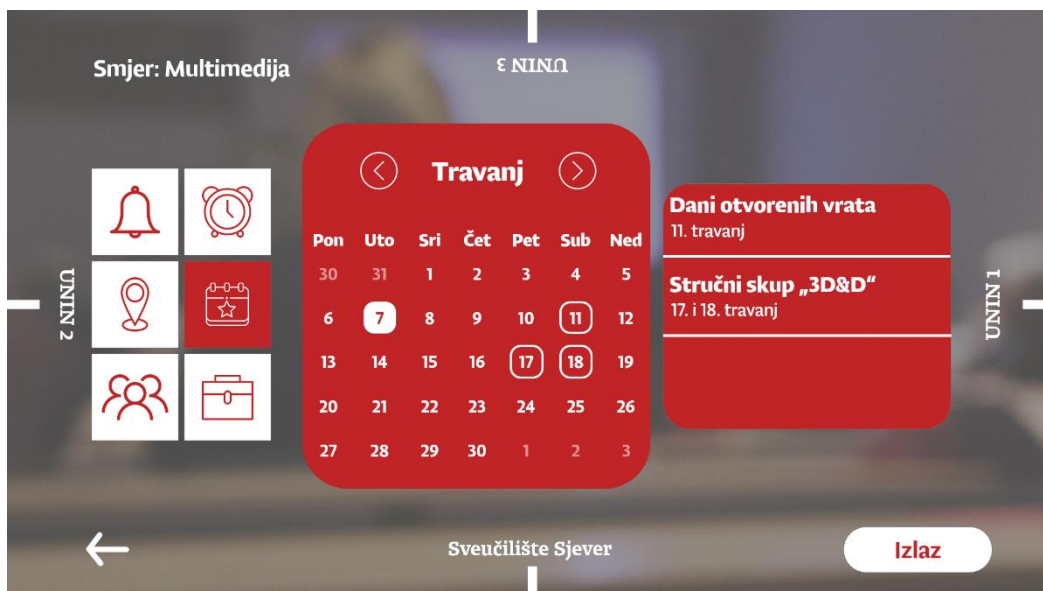 Smjer: Multimedija
UNIN 3
Travanj
Pon Uto Sri Čet Pet Sub Ned
30 31 1 2 3 4 5
6 7 8 9 10 11 12
13 14 15 16 17 18 19
20 21 22 23 24 25 26
27 28 29 30 1 2 3
Dani otvorenih vrata
11. travanj
Stručni skup „3D&D“
17. i 18. travanj
UNIN 2
UNIN 1
Sveučilište Sjever
Izlaz